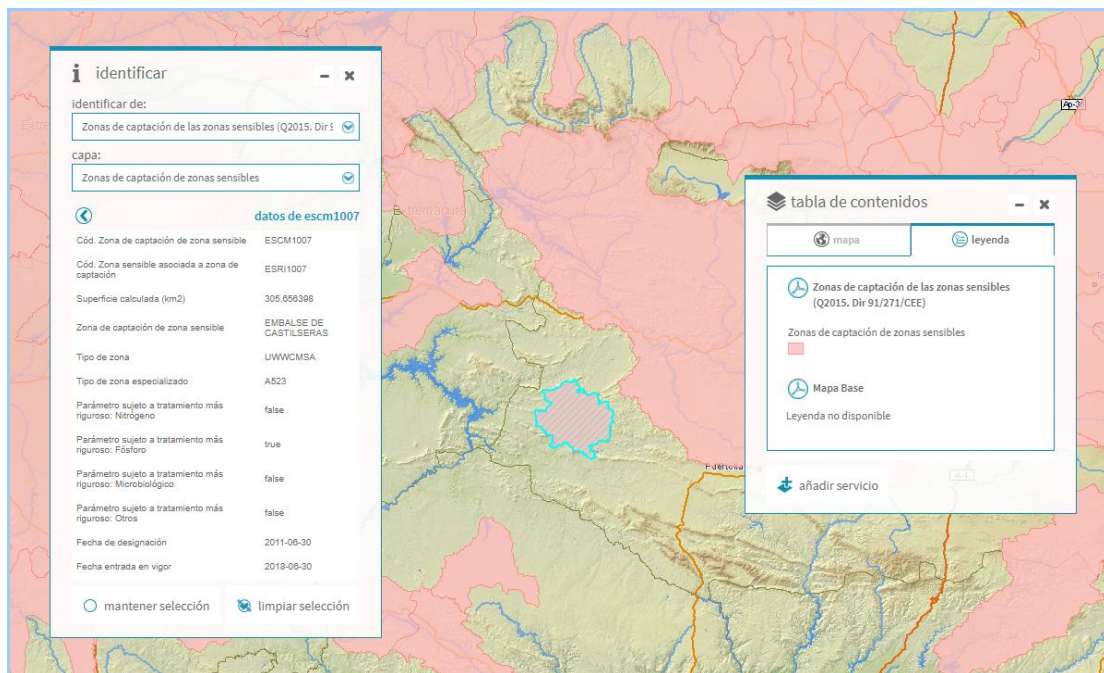 identificar
identificar de:
Zonas de captación de las zonas sensibles (Q2015. Dir 9
capa:
Zonas de captación de zonas sensibles
datos de escm1007
Cód. Zona de captación de zona sensible ESCM1007
Cód. Zona sensible asociada a zona de
captación ESRI1007
Superficie calculada (km2) 305,656398
Zona de captación de zona sensible EMBALSE DE
CASTILSERAS
Tipo de zona UWWCMSA
Tipo de zona especializado A523
Parámetro sujeto a tratamiento más
riguroso: Nitrógeno false
Parámetro sujeto a tratamiento más
riguroso: Fósforo true
Parámetro sujeto a tratamiento más
riguroso: Microbiológico false
Parámetro sujeto a tratamiento más
riguroso: Otros false
Fecha de designación 2011-06-30
Fecha entrada en vigor 2018-06-30
mantener selección limpiar selección
Extremadura
tabla de contenidos
mapa leyenda
Zonas de captación de las zonas sensibles
(Q2015. Dir 91/271/CEE)
Zonas de captación de zonas sensibles
Mapa Base
Leyenda no disponible
añadir servicio
A-4